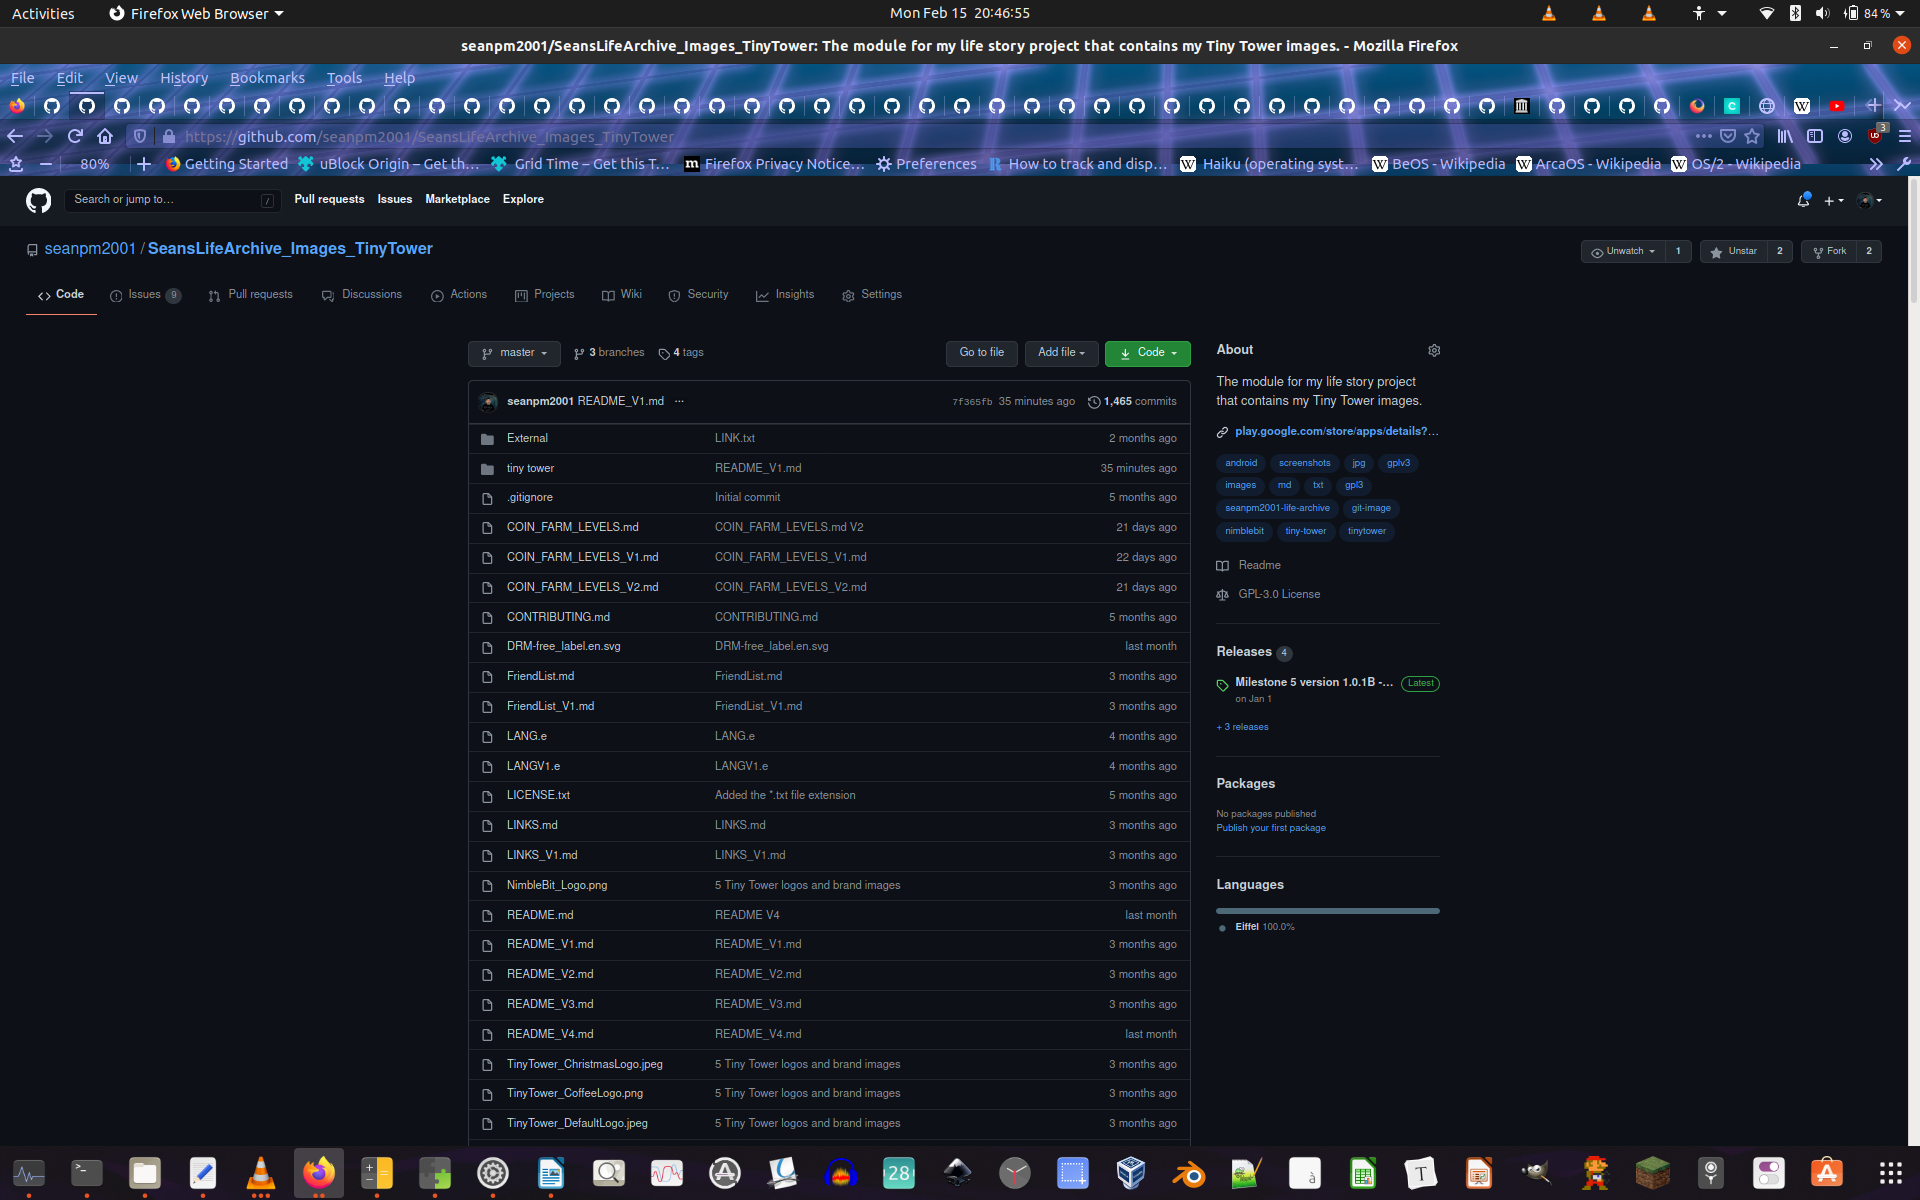 Activities Firefox Web Browser Mon Feb 15 20:46:55 84 %
seanpm2001/SeansLifeArchive_Images_TinyTower: The module for my life story project that contains my Tiny Tower images. - Mozilla Firefox
File Edit View History Bookmarks Tools Help
https://github.com/seanpm2001/SeansLifeArchive_Images_TinyTower 3
80% Getting Started uBlock Origin – Get th… Grid Time – Get this T… Firefox Privacy Notice… Preferences How to track and disp… Haiku (operating syst… BeOS - Wikipedia ArcaOS - Wikipedia OS/2 - Wikipedia
Search or jump to… / Pull requests Issues Marketplace Explore
seanpm2001 / SeansLifeArchive_Images_TinyTower Unwatch 1 Unstar 2 Fork 2
Code Issues 9 Pull requests Discussions Actions Projects Wiki Security Insights Settings
master 3 branches 4 tags Go to file Add file Code
seanpm2001 README_V1.md ... 7f365fb 35 minutes ago 1,465 commits
External LINK.txt 2 months ago
tiny tower README_V1.md 35 minutes ago
.gitignore Initial commit 5 months ago
COIN_FARM_LEVELS.md COIN_FARM_LEVELS.md V2 21 days ago
COIN_FARM_LEVELS_V1.md COIN_FARM_LEVELS_V1.md 22 days ago
COIN_FARM_LEVELS_V2.md COIN_FARM_LEVELS_V2.md 21 days ago
CONTRIBUTING.md CONTRIBUTING.md 5 months ago
DRM-free_label.en.svg DRM-free_label.en.svg last month
FriendList.md FriendList.md 3 months ago
FriendList_V1.md FriendList_V1.md 3 months ago
LANG.e LANG.e 4 months ago
LANGV1.e LANGV1.e 4 months ago
LICENSE.txt Added the *.txt file extension 5 months ago
LINKS.md LINKS.md 3 months ago
LINKS_V1.md LINKS_V1.md 3 months ago
NimbleBit_Logo.png 5 Tiny Tower logos and brand images 3 months ago
README.md README V4 last month
README_V1.md README_V1.md 3 months ago
README_V2.md README_V2.md 3 months ago
README_V3.md README_V3.md 3 months ago
README_V4.md README_V4.md last month
TinyTower_ChristmasLogo.jpeg 5 Tiny Tower logos and brand images 3 months ago
TinyTower_CoffeeLogo.png 5 Tiny Tower logos and brand images 3 months ago
TinyTower_DefaultLogo.jpeg 5 Tiny Tower logos and brand images 3 months ago
About
The module for my life story project
that contains my Tiny Tower images.
play.google.com/store/apps/details?…
android screenshots jpg gplv3
images md txt gpl3
seanpm2001-life-archive git-image
nimblebit tiny-tower tinytower
Readme
GPL-3.0 License
Releases 4
Milestone 5 version 1.0.1B -... Latest
on Jan 1
+ 3 releases
Packages
No packages published
Publish your first package
Languages
Eiffel 100.0%
28